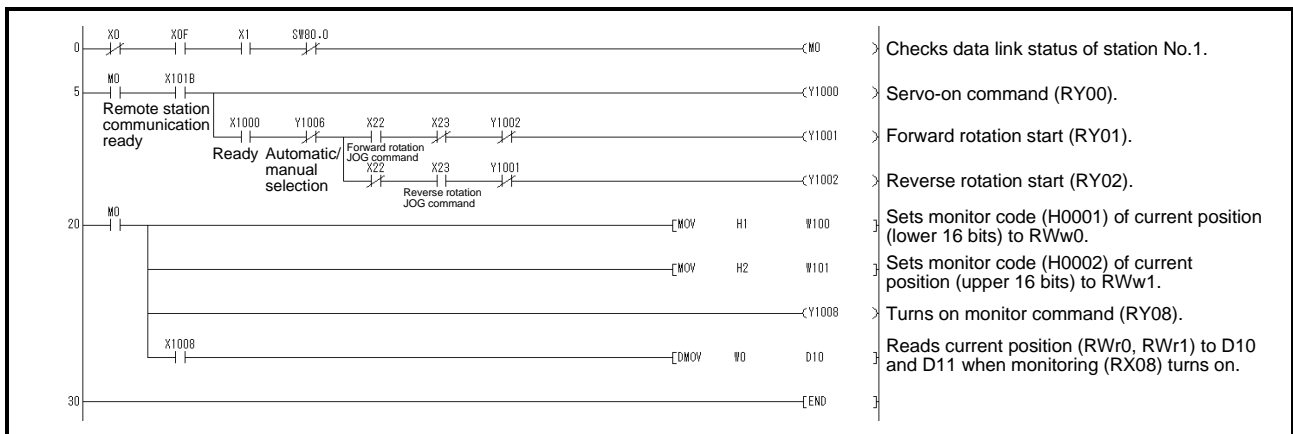 X0 X0F X1 SW80.0
0 (M0 Checks data link status of station No.1.
M0 X101B
5 (Y1000 Servo-on command (RY00).
Remote station
communication
ready
X1000 Y1006 X22 X23 Y1002
(Y1001 Forward rotation start (RY01).
Ready Automatic/
manual
selection
Forward rotation
JOG command
X22 X23 Y1001
(Y1002 Reverse rotation start (RY02).
Reverse rotation
JOG command
M0
20 [MOV H1 W100 ] Sets monitor code (H0001) of current position
(lower 16 bits) to RWw0.
[MOV H2 W101 ] Sets monitor code (H0002) of current
position (upper 16 bits) to RWw1.
(Y1008 Turns on monitor command (RY08).
X1008
[DMOV W0 D10 ] Reads current position (RWr0, RWr1) to D10
and D11 when monitoring (RX08) turns on.
30 [END ]